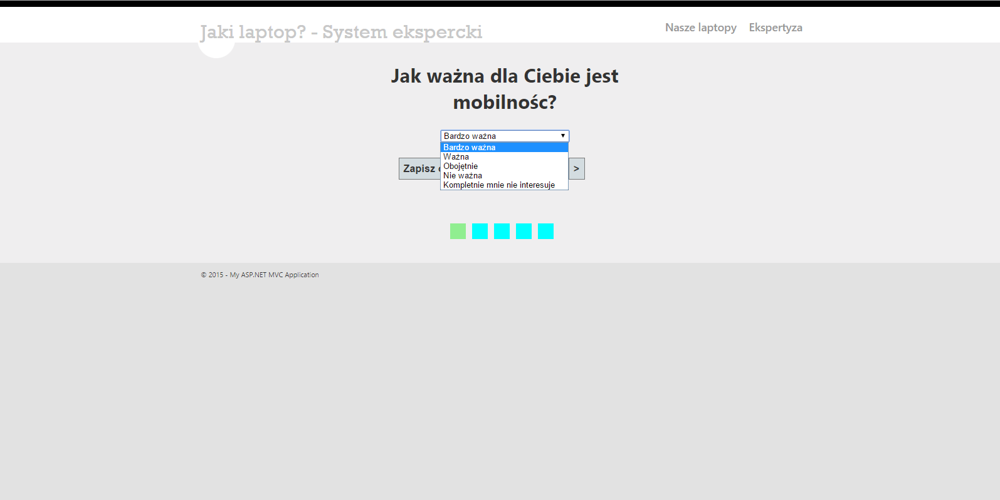 Jaki laptop? - System ekspercki
Nasze laptopy
Ekspertyza
Jak ważna dla Ciebie jest
mobilnośc?
Bardzo ważna
Bardzo ważna
Ważna
Obojętnie
Nie ważna
Kompletnie mnie nie interesuje
Zapisz
>
© 2015 - My ASP.NET MVC Application